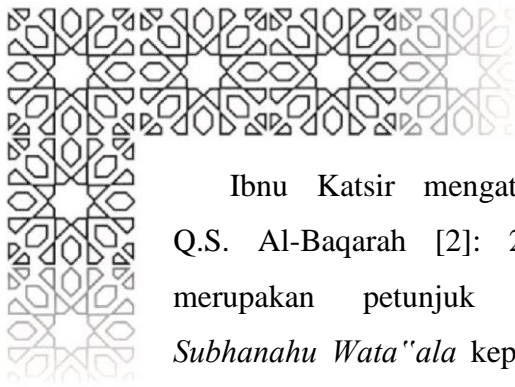 Ibnu Katsir mengat
Q.S. Al-Baqarah [2]: 2
merupakan petunjuk
Subhanahu Wata‟ala kep